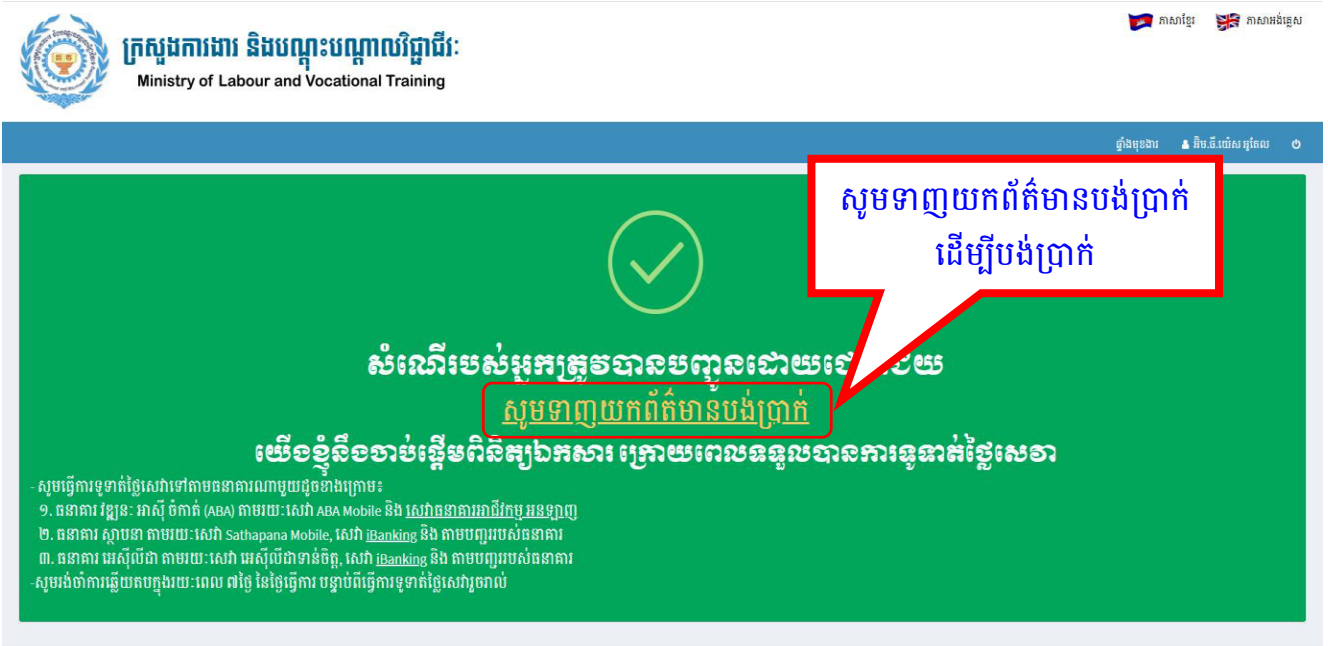 ភាសាខ្មែរ ភាសាអង់គ្លេស
ក្រសួងការងារ និងបណ្តុះបណ្តាលវិជ្ជាជីវៈ
Ministry of Labour and Vocational Training
ផ្ទាំងមុខងារ អ៊ិម.ធី.យ៉េស អូតែល
សូមទាញយកព័ត៌មានបង់ប្រាក់
ដើម្បីបង់ប្រាក់
សំណើរបស់អ្នកត្រូវបានបញ្ជូនដោយ
សូមទាញយកព័ត៌មានបង់ប្រាក់
យើងខ្ញុំនឹងចាប់ផ្តើមពិនិត្យឯកសារ ក្រោយពេលទទួលបានការទូទាត់ថ្លៃសេវា
- សូមធ្វើការទូទាត់ថ្លៃសេវាទៅតាមធនាគារណាមួយដូចខាងក្រោម៖
១. ធនាគារ វឌ្ឍនៈ អាស៊ី ចំកាត់ (ABA) តាមរយៈសេវា ABA Mobile និង សេវាធនាគារអាជីវកម្ម អនឡាញ
២. ធនាគារ ស្ថាបនា តាមរយៈសេវា Sathapana Mobile, សេវា iBanking និង តាមបញ្ជររបស់ធនាគារ
៣. ធនាគារ អេស៊ីលីដា តាមរយៈសេវា អេស៊ីលីដាទាន់ចិត្ត, សេវា iBanking និង តាមបញ្ជររបស់ធនាគារ
-សូមរង់ចាំការឆ្លើយតបក្នុងរយៈពេល ៧ថ្ងៃ នៃថ្ងៃធ្វើការ បន្ទាប់ពីធ្វើការទូទាត់ថ្លៃសេវារួចរាល់